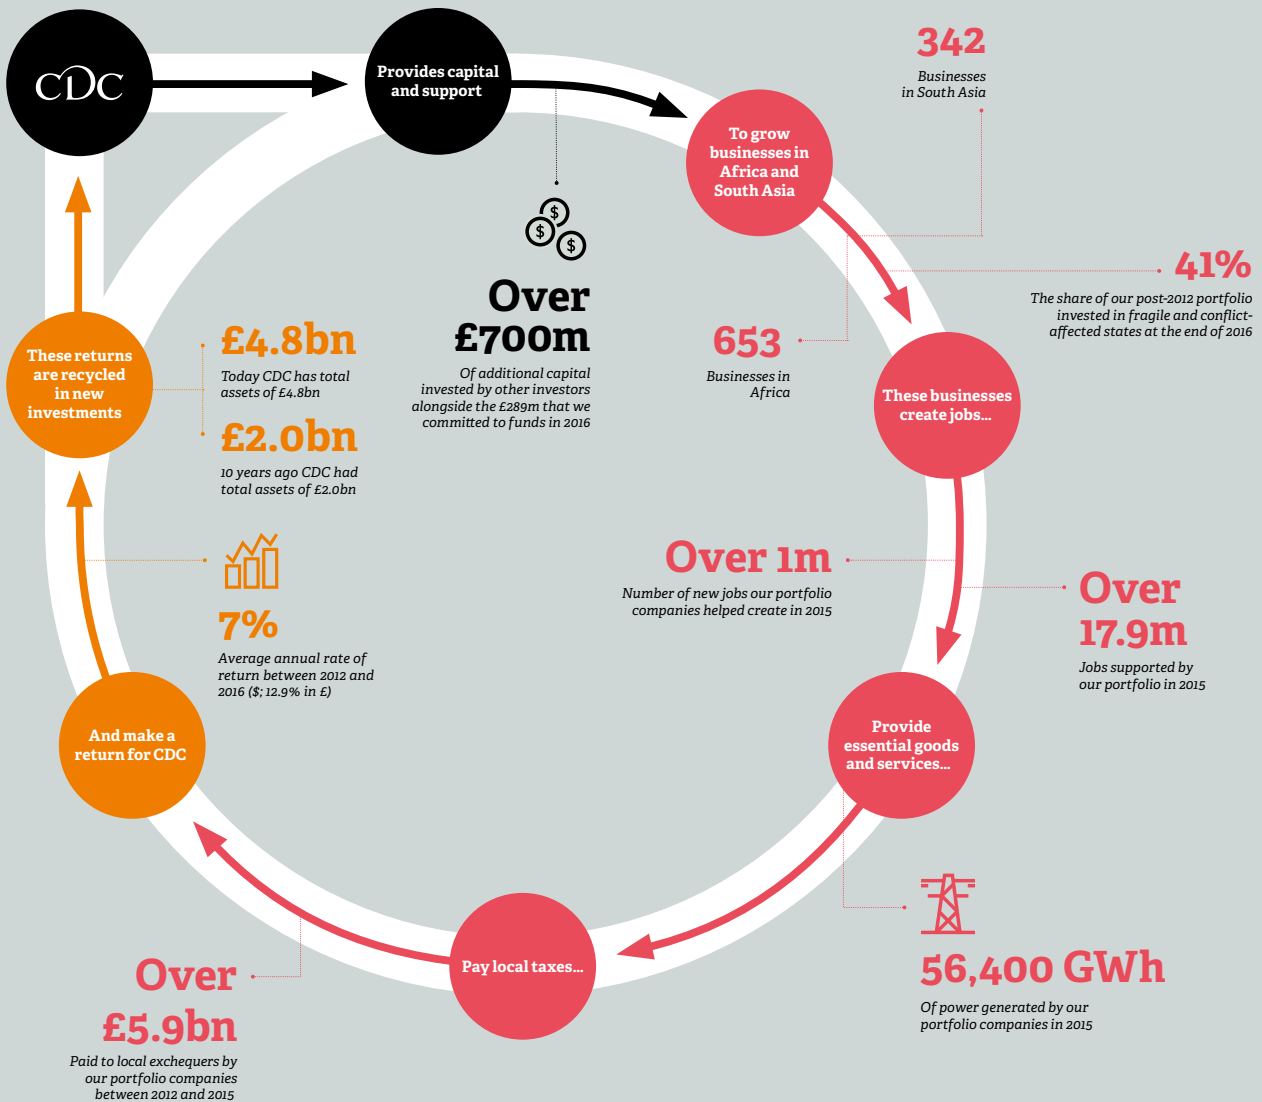 CDC
Provides capital
and support
To grow
businesses in
Africa and
South Asia
342
Businesses
in South Asia
41%
The share of our post-2012 portfolio
invested in fragile and conflict-
affected states at the end of 2016
$
$
$
Over
£700m
Of additional capital
invested by other investors
alongside the £289m that we
committed to funds in 2016
653
Businesses in
Africa
These businesses
create jobs...
Over 1m
Number of new jobs our portfolio
companies helped create in 2015
Over
17.9m
Jobs supported by
our portfolio in 2015
Provide
essential goods
and services...
56,400 GWh
Of power generated by our
portfolio companies in 2015
Pay local taxes...
Over
£5.9bn
Paid to local exchequers by
our portfolio companies
between 2012 and 2015
And make a
return for CDC
7%
Average annual rate of
return between 2012 and
2016 ($; 12.9% in £)
These returns
are recycled
in new
investments
£4.8bn
Today CDC has total
assets of £4.8bn
£2.0bn
10 years ago CDC had
total assets of £2.0bn